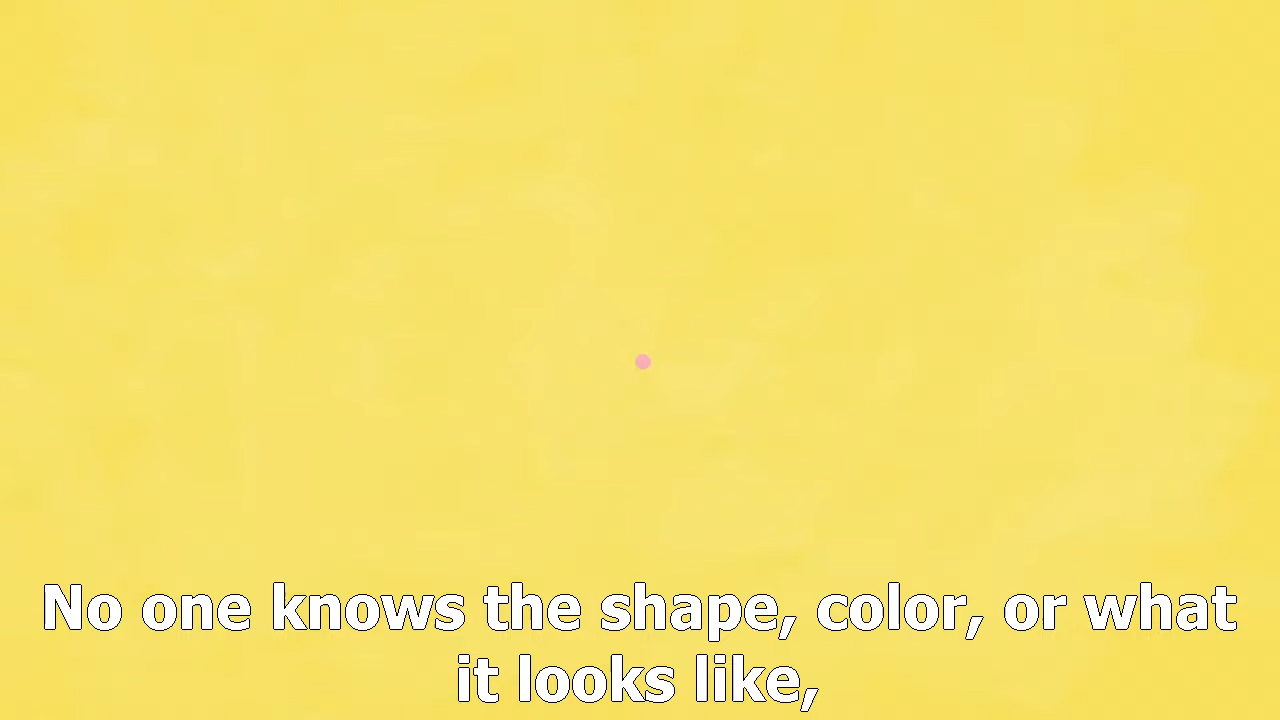 No one knows the shape, color, or what
it looks like,